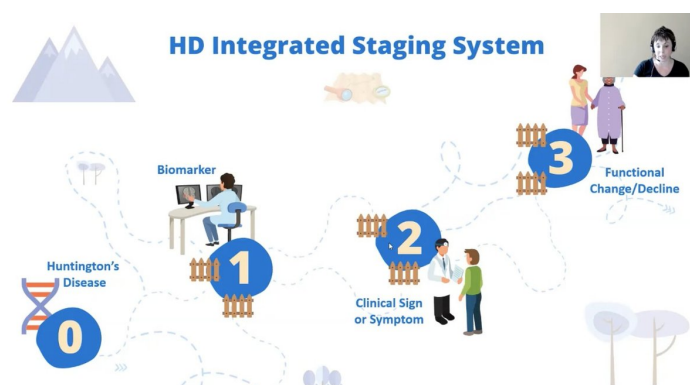 HD Integrated Staging System
Biomarker
3
Functional
Change/Decline
2
1
Huntington's
Disease
Clinical Sign
or Symptom
0